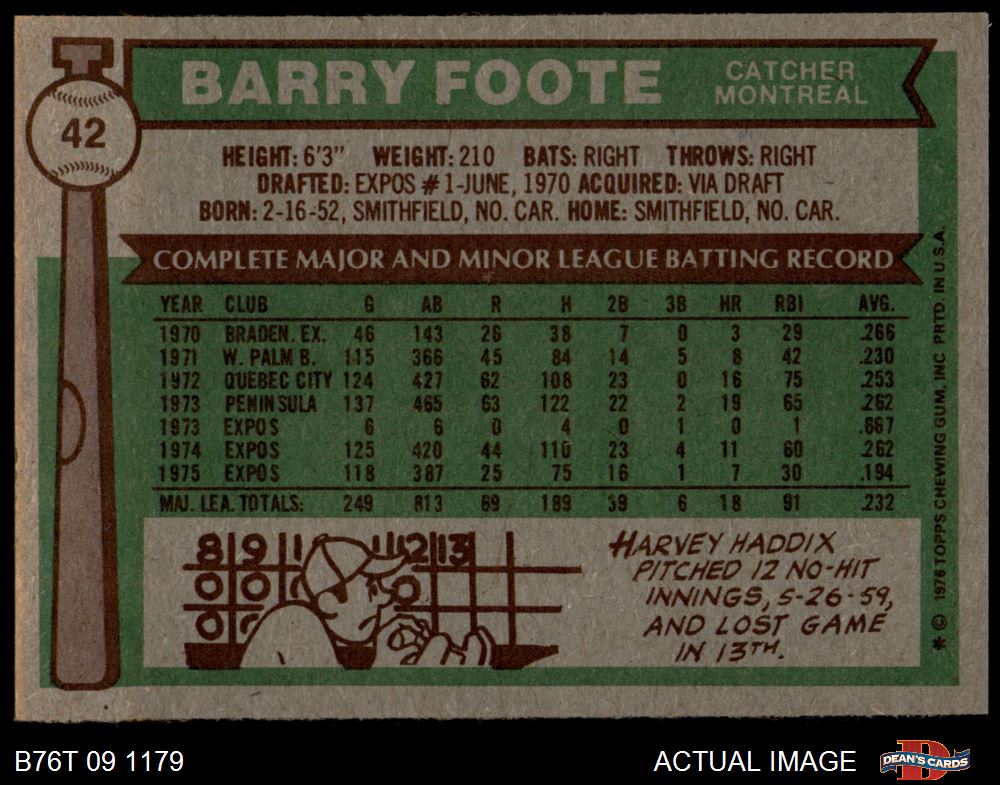 42
BARRY FOOTE
CATCHER
MONTREAL
HEIGHT: 6'3" WEIGHT: 210 BATS: RIGHT THROWS: RIGHT
DRAFTED: EXPOS #1-JUNE, 1970 ACQUIRED: VIA DRAFT
BORN: 2-16-52, SMITHFIELD, NO. CAR. HOME: SMITHFIELD, NO. CAR.
COMPLETE MAJOR AND MINOR LEAGUE BATTING RECORD
YEAR CLUB G AB R H 2B 3B HR RBI AVG.
1970 BRADEN. EX. 46 143 26 38 7 0 3 29 .266
1971 W. PALM B. 115 366 45 84 14 5 8 42 .230
1972 QUEBEC CITY 124 427 62 108 23 0 16 75 .253
1973 PENINSULA 137 465 63 122 22 2 19 65 .262
1973 EXPOS 6 6 0 4 0 1 0 1 .667
1974 EXPOS 125 420 44 110 23 4 11 60 .262
1975 EXPOS 118 387 25 75 16 1 7 30 .194
MAJ. LEA. TOTALS: 249 813 69 189 39 6 18 91 .232
8 9 1 12 13
0 0 0
0 0
HARVEY HADDIX
PITCHED 12 NO-HIT
INNINGS, 5-26-59,
AND LOST GAME
IN 13TH.
* © 1976 TOPPS CHEWING GUM, INC. PRTD. IN U.S.A.
B76T 09 1179
ACTUAL IMAGE
D
DEAN'S CARDS